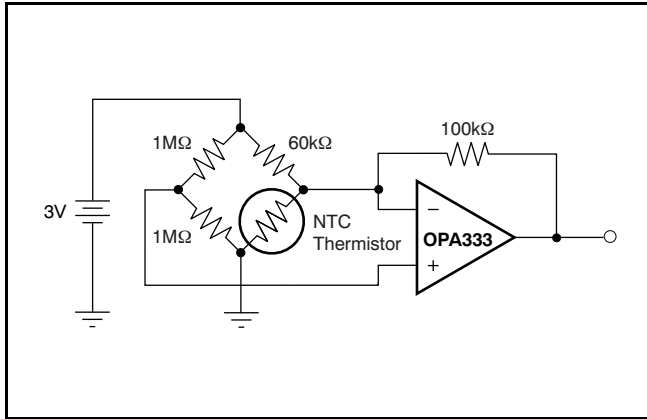 1MΩ
60kΩ
100kΩ
3V
1MΩ
NTC
Thermistor
OPA333
−
+